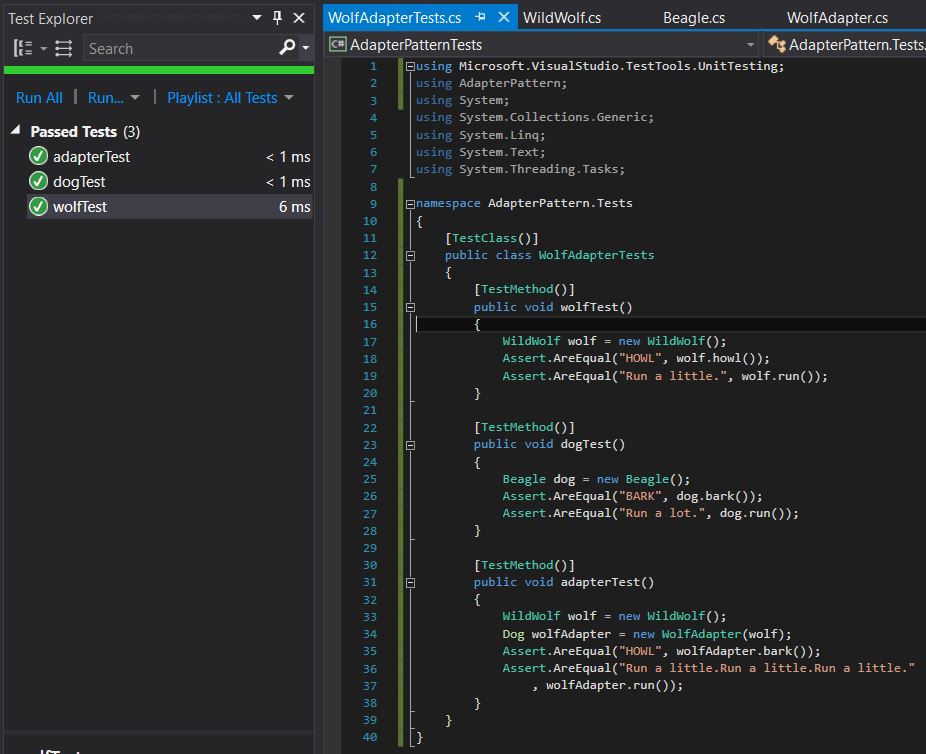 Test Explorer
Search
Run All | Run... | Playlist : All Tests
Passed Tests (3)
adapterTest < 1 ms
dogTest < 1 ms
wolfTest 6 ms
WolfAdapterTests.cs WildWolf.cs Beagle.cs WolfAdapter.cs
C# AdapterPatternTests AdapterPattern.Tests.
1 using Microsoft.VisualStudio.TestTools.UnitTesting;
2 using AdapterPattern;
3 using System;
4 using System.Collections.Generic;
5 using System.Linq;
6 using System.Text;
7 using System.Threading.Tasks;
8
9 namespace AdapterPattern.Tests
10 {
11 [TestClass()]
12 public class WolfAdapterTests
13 {
14 [TestMethod()]
15 public void wolfTest()
16 {
17 WildWolf wolf = new WildWolf();
18 Assert.AreEqual("HOWL", wolf.howl());
19 Assert.AreEqual("Run a little.", wolf.run());
20 }
21
22 [TestMethod()]
23 public void dogTest()
24 {
25 Beagle dog = new Beagle();
26 Assert.AreEqual("BARK", dog.bark());
27 Assert.AreEqual("Run a lot.", dog.run());
28 }
29
30 [TestMethod()]
31 public void adapterTest()
32 {
33 WildWolf wolf = new WildWolf();
34 Dog wolfAdapter = new WolfAdapter(wolf);
35 Assert.AreEqual("HOWL", wolfAdapter.bark());
36 Assert.AreEqual("Run a little.Run a little.Run a little."
37 , wolfAdapter.run());
38 }
39 }
40 }